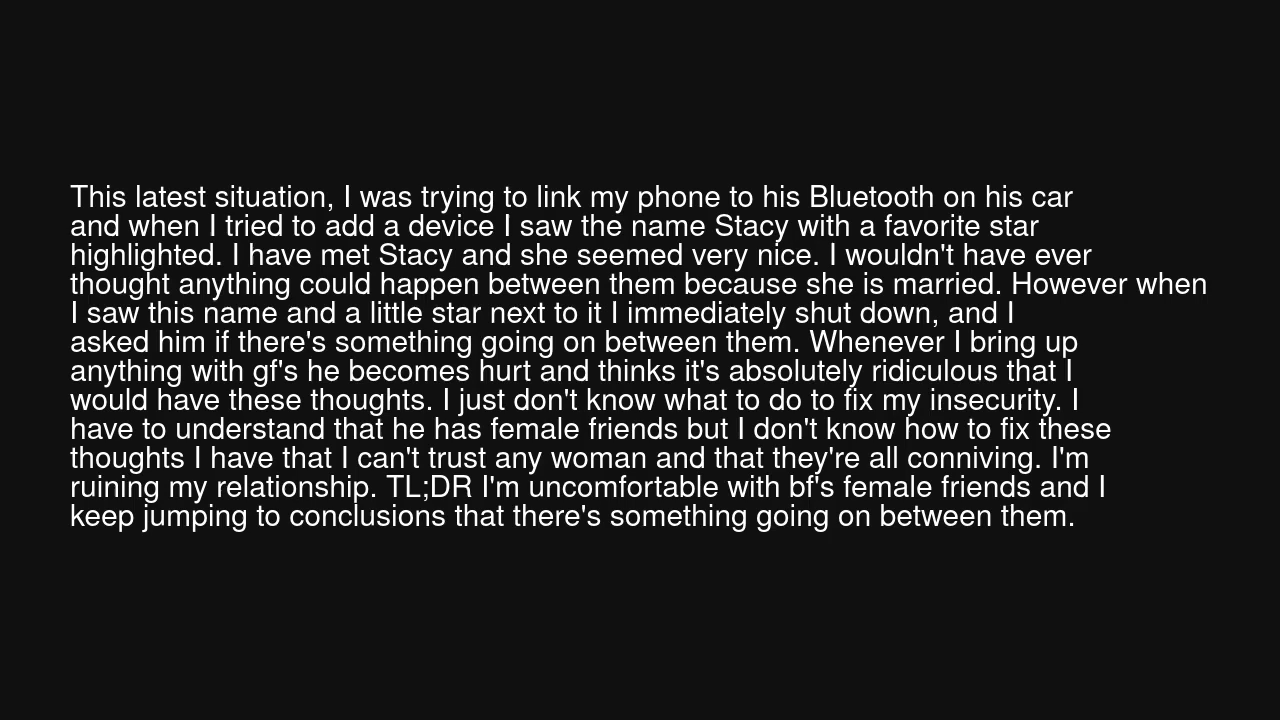 This latest situation, I was trying to link my phone to his Bluetooth on his car
and when I tried to add a device I saw the name Stacy with a favorite star
highlighted. I have met Stacy and she seemed very nice. I wouldn't have ever
thought anything could happen between them because she is married. However when
I saw this name and a little star next to it I immediately shut down, and I
asked him if there's something going on between them. Whenever I bring up
anything with gf's he becomes hurt and thinks it's absolutely ridiculous that I
would have these thoughts. I just don't know what to do to fix my insecurity. I
have to understand that he has female friends but I don't know how to fix these
thoughts I have that I can't trust any woman and that they're all conniving. I'm
ruining my relationship. TL;DR I'm uncomfortable with bf's female friends and I
keep jumping to conclusions that there's something going on between them.